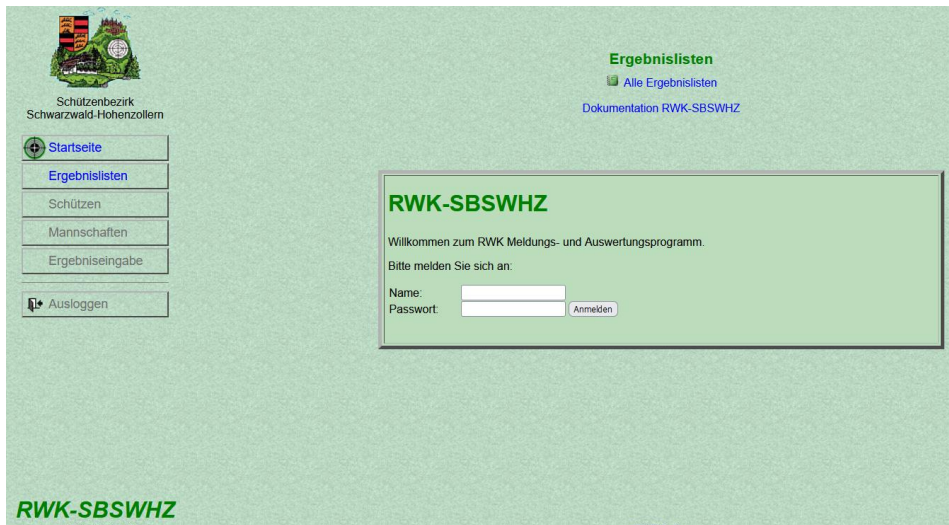 Schützenbezirk
Schwarzwald-Hohenzollern
Startseite
Ergebnislisten
Schützen
Mannschaften
Ergebniseingabe
Ausloggen
Ergebnislisten
Alle Ergebnislisten
Dokumentation RWK-SBSWHZ
RWK-SBSWHZ
Willkommen zum RWK Meldungs- und Auswertungsprogramm.
Bitte melden Sie sich an:
Name:
Passwort: Anmelden
RWK-SBSWHZ